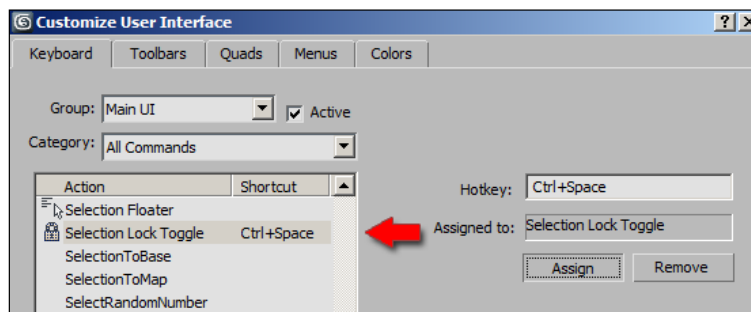 Customize User Interface
Keyboard Toolbars Quads Menus Colors
Group: Main UI Active
Category: All Commands
Action Shortcut
Selection Floater
Selection Lock Toggle Ctrl+Space
SelectionToBase
SelectionToMap
SelectRandomNumber
Hotkey: Ctrl+Space
Assigned to: Selection Lock Toggle
Assign Remove